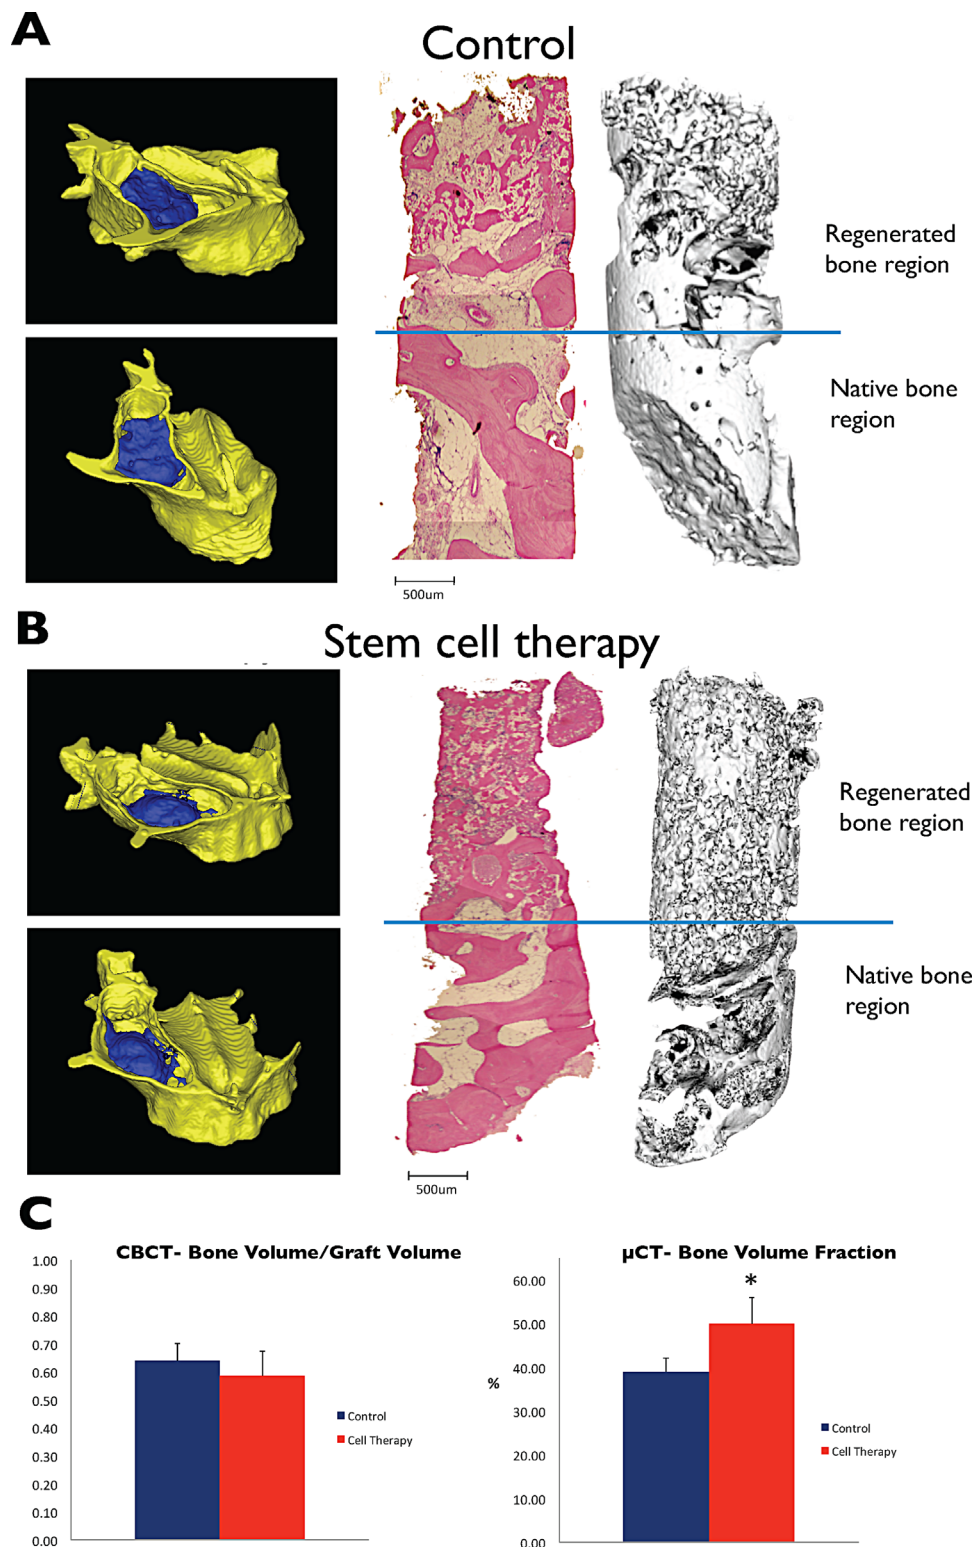 A
Control
Regenerated
bone region
Native bone
region
500um
B
Stem cell therapy
Regenerated
bone region
Native bone
region
500um
C
CBCT- Bone Volume/Graft Volume
1.00
0.90
0.80
0.70
0.60
0.50
0.40
0.30
0.20
0.10
0.00
Control
Cell Therapy
µCT- Bone Volume Fraction
*
60.00
50.00
40.00
%
30.00
20.00
10.00
0.00
Control
Cell Therapy